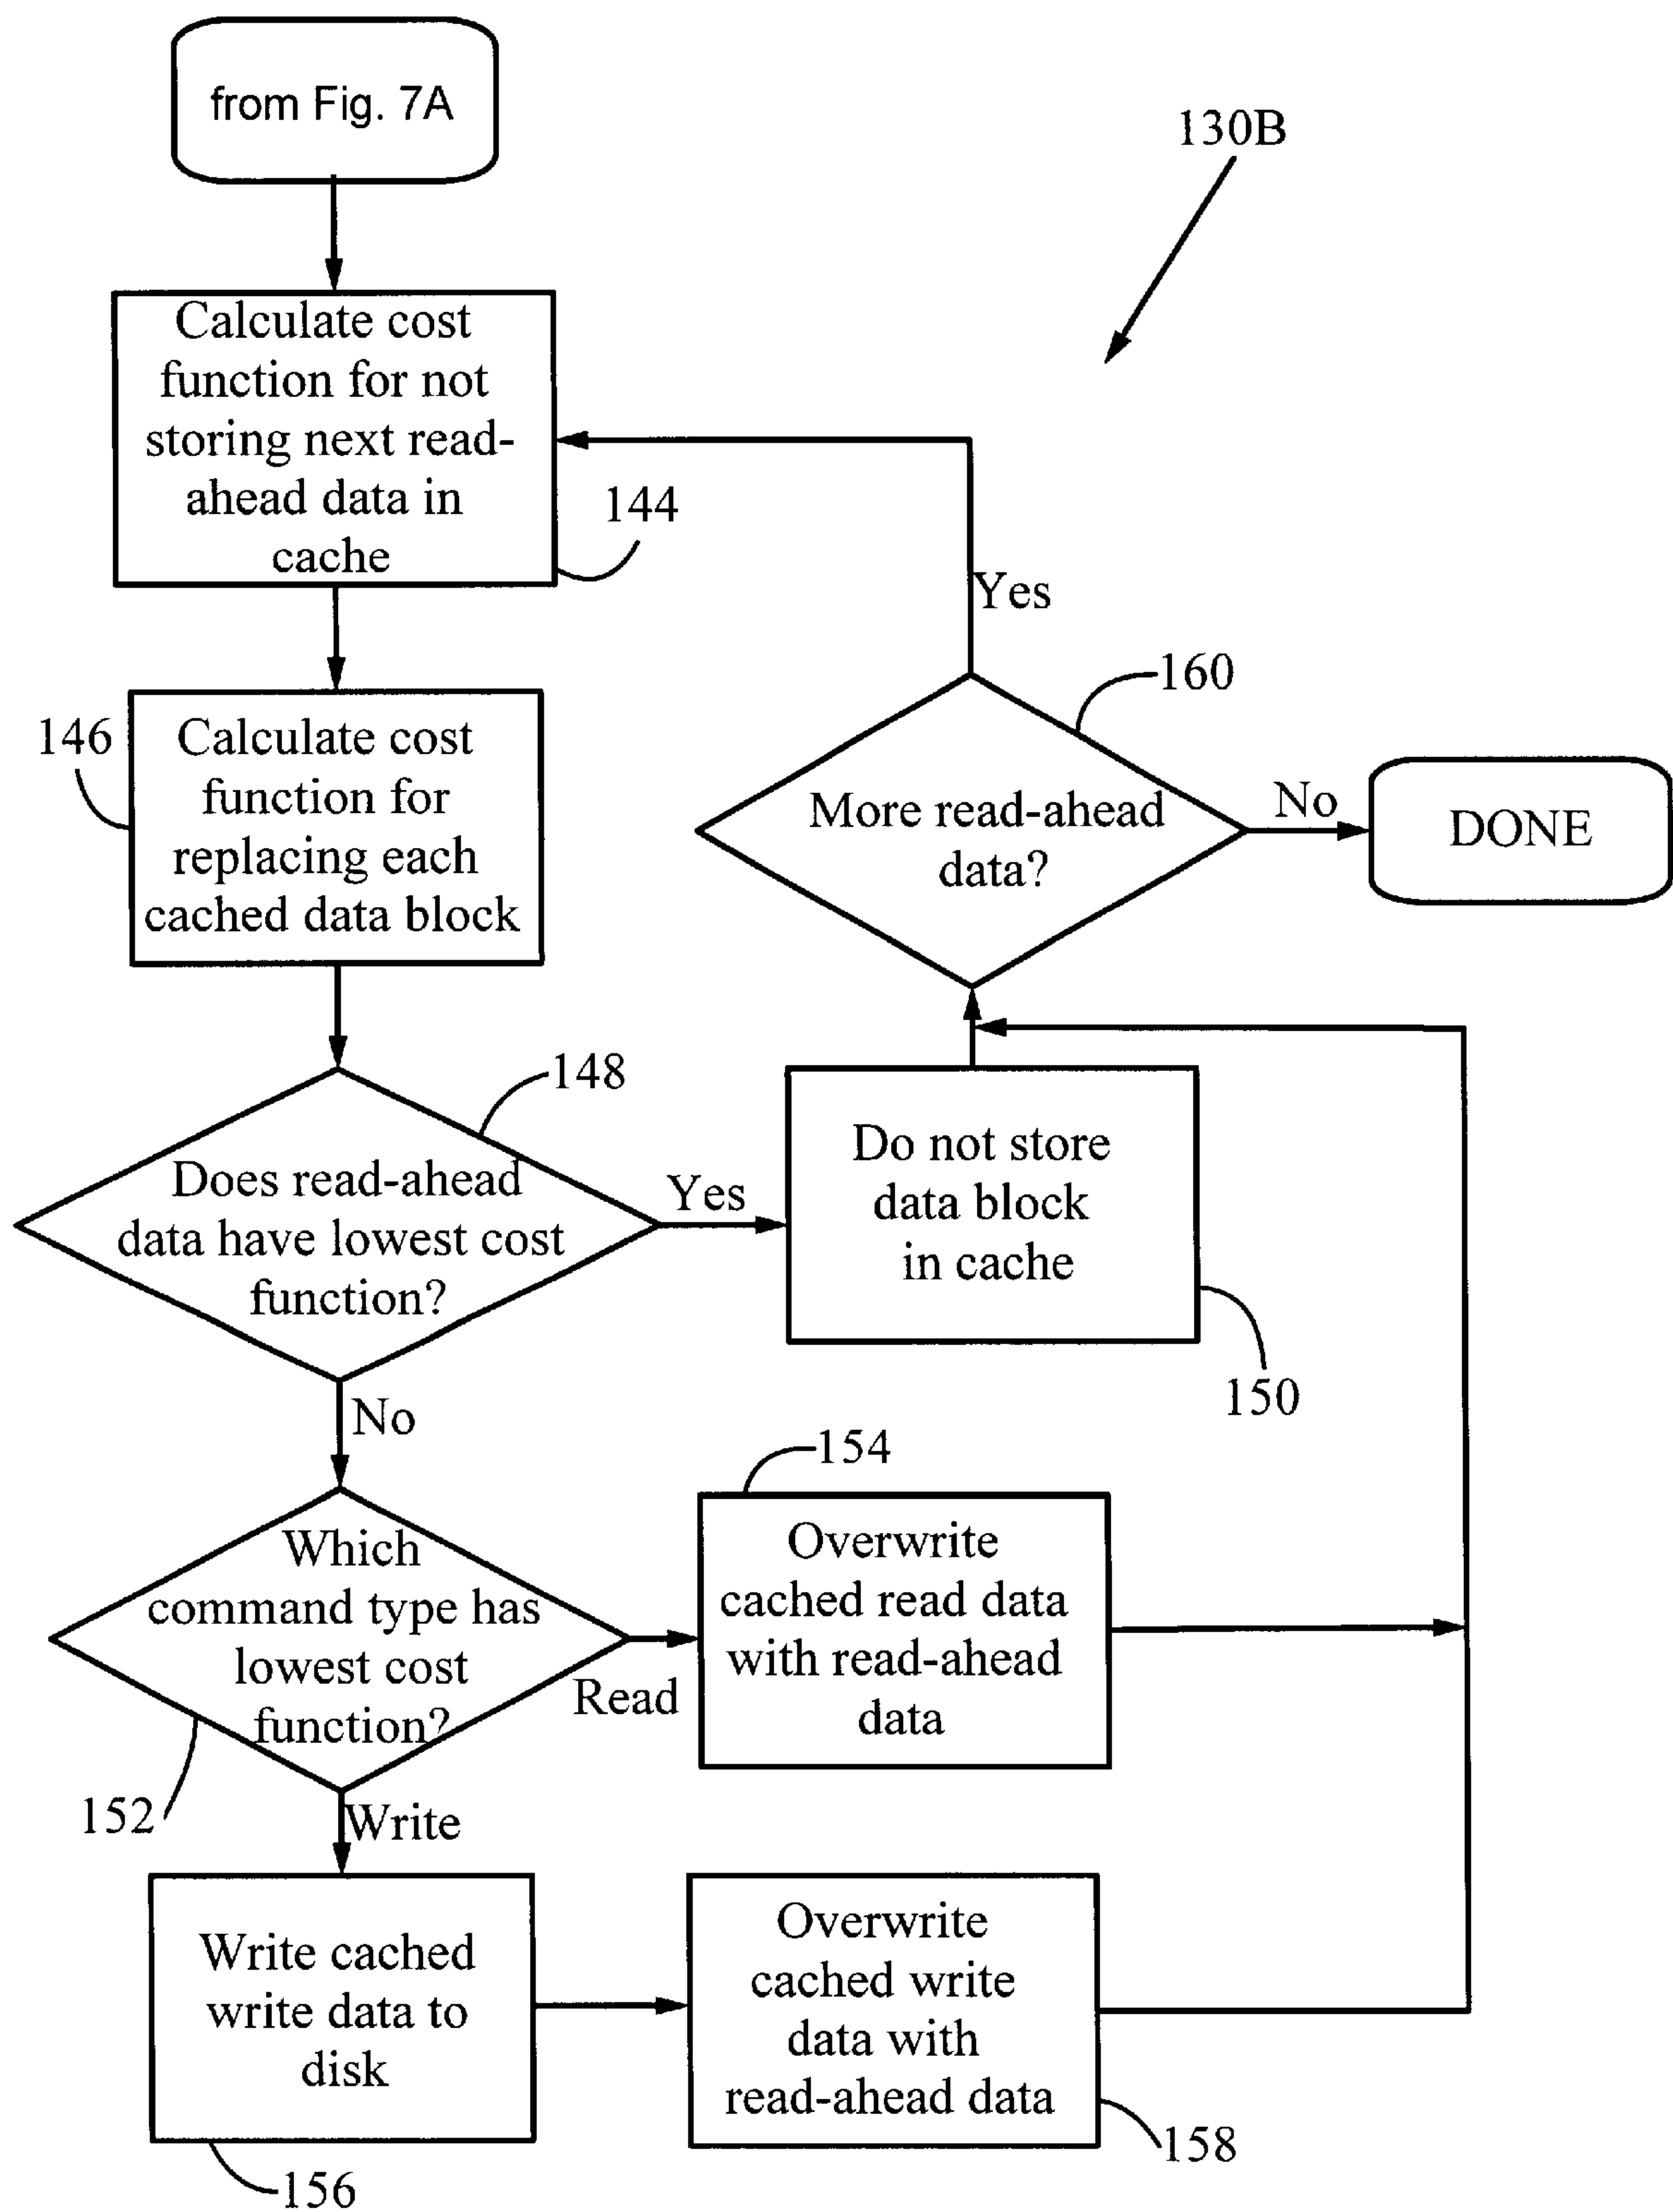 from Fig. 7A
130B
Calculate cost
function for not
storing next read-
ahead data in
cache
144
Yes
160
146
Calculate cost
function for
replacing each
cached data block
More read-ahead
data?
No
DONE
148
Does read-ahead
data have lowest cost
function?
Yes
Do not store
data block
in cache
150
No
154
Which
command type has
lowest cost
function?
Read
Overwrite
cached read data
with read-ahead
data
152
Write
Write cached
write data to
disk
Overwrite
cached write
data with
read-ahead data
158
156